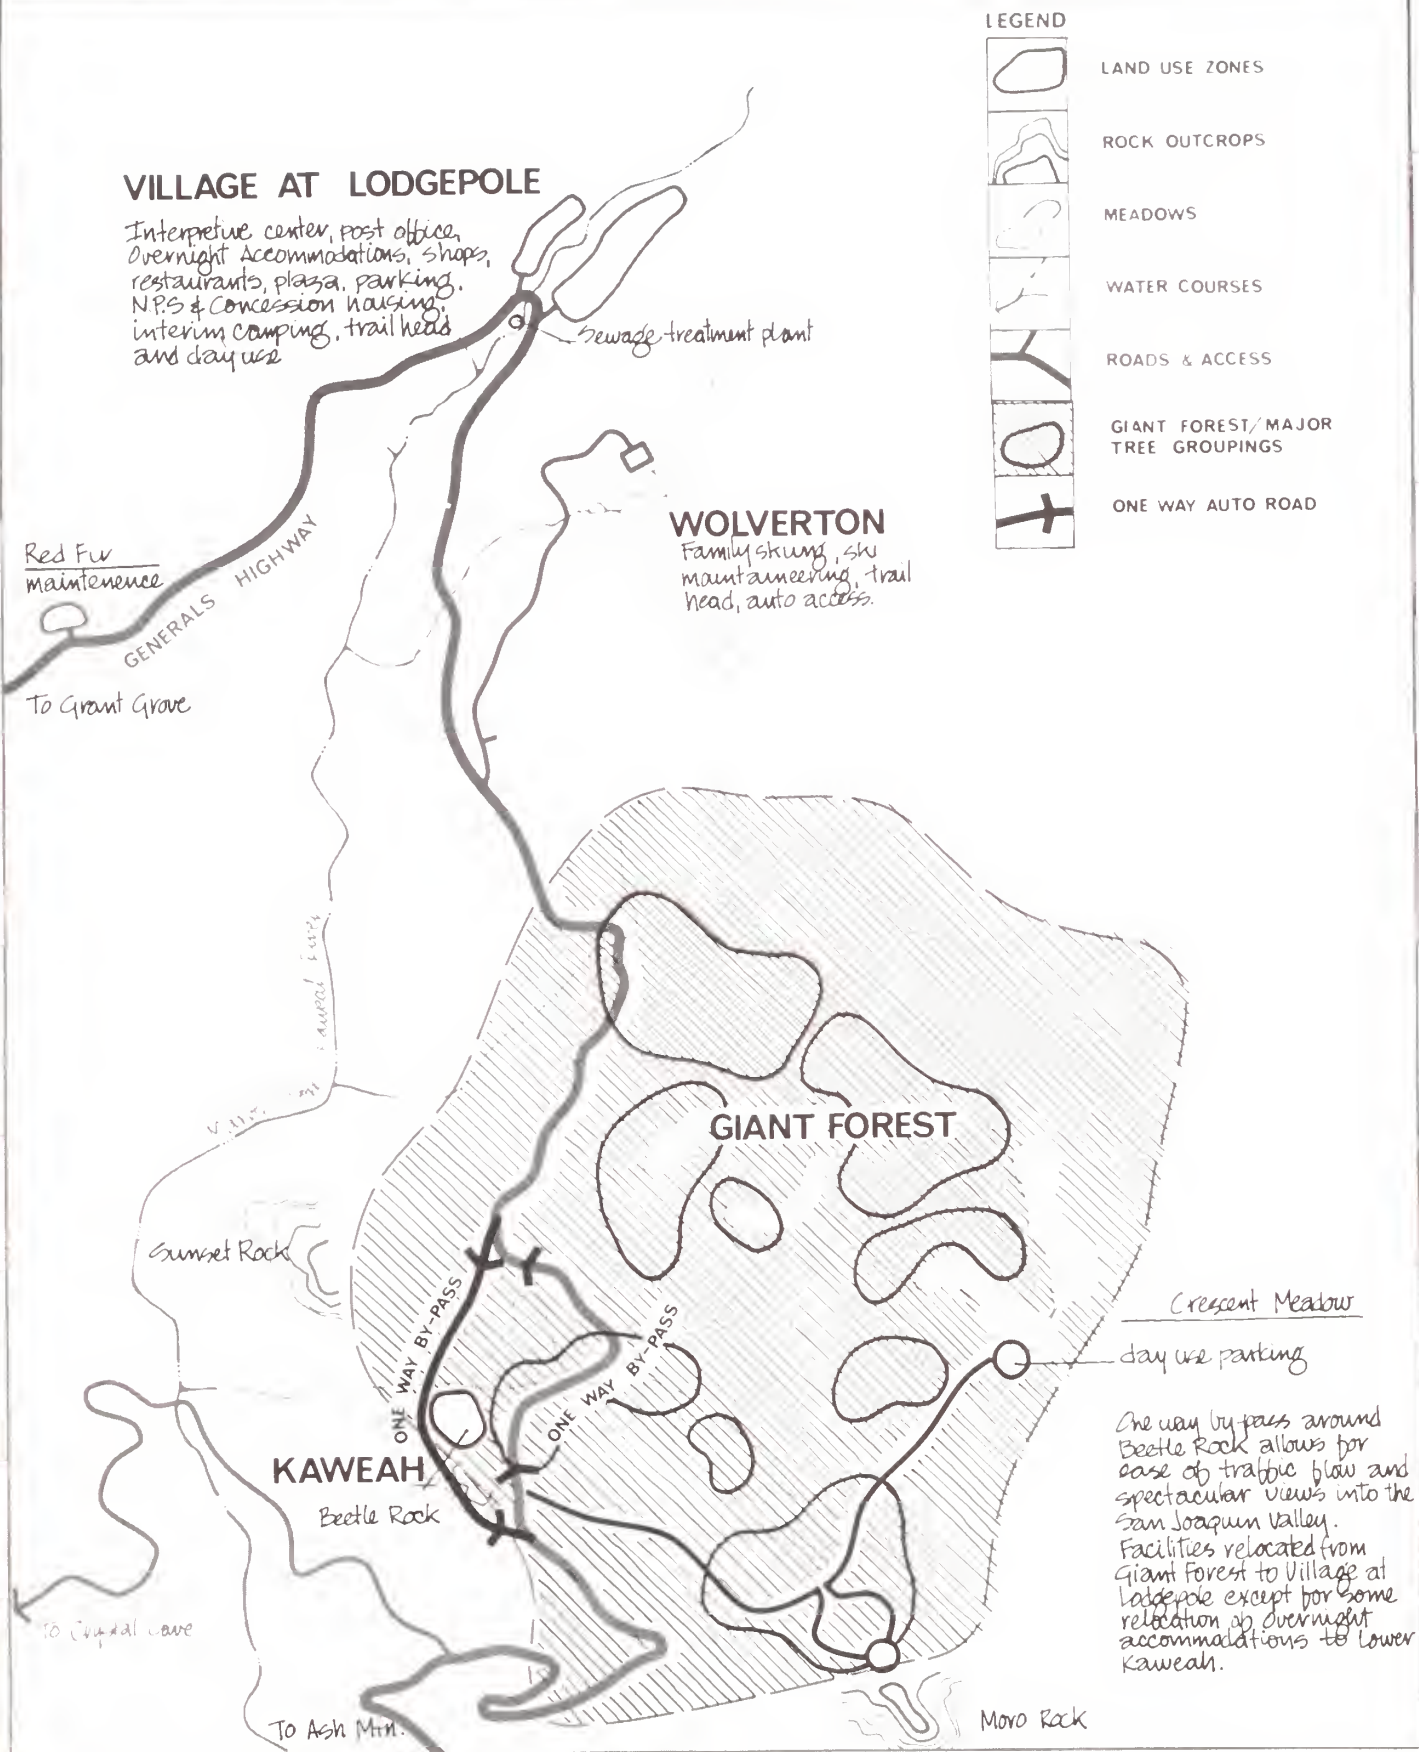 LEGEND
LAND USE ZONES
ROCK OUTCROPS
MEADOWS
WATER COURSES
ROADS & ACCESS
GIANT FOREST/MAJOR
TREE GROUPINGS
ONE WAY AUTO ROAD
VILLAGE AT LODGEPOLE
Interpretive center, post office,
Overnight Accommodations, shops,
restaurants, plaza, parking,
N.P.S & Concession housing,
interim camping, trail head
and day use
Sewage treatment plant
WOLVERTON
Family skiing, ski
mountaineering, trail
head, auto access.
Red Fir
maintenence
GENERALS HIGHWAY
To Grant Grove
GIANT FOREST
Sunset Rock
ONE WAY BY-PASS
ONE WAY BY-PASS
KAWEAH
Beetle Rock
Crescent Meadow
day use parking
One way by-pass around
Beetle Rock allows for
ease of traffic flow and
spectacular views into the
San Joaquin Valley.
Facilities relocated from
Giant Forest to Village at
Lodgepole except for some
relocation of overnight
accommodations to Lower
Kaweah.
To Crystal Cave
To Ash Mtn.
Moro Rock